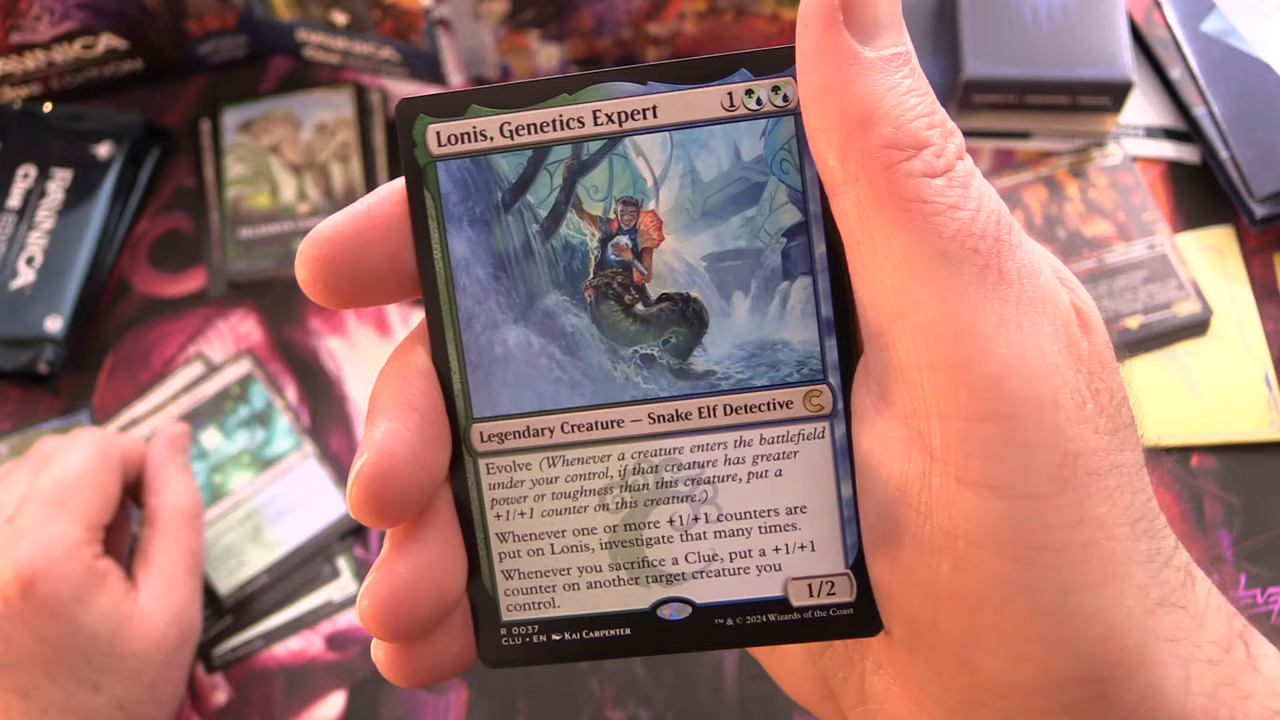 RAVNICA
Clue
Lonis, Genetics Expert
1
Legendary Creature — Snake Elf Detective
Evolve (Whenever a creature enters the battlefield
under your control, if that creature has greater
power or toughness than this creature, put a
+1/+1 counter on this creature.)
Whenever one or more +1/+1 counters are
put on Lonis, investigate that many times.
Whenever you sacrifice a Clue, put a +1/+1
counter on another target creature you
control.
1/2
R 0037
CLU • EN KAI CARPENTER
™ & © 2024 Wizards of the Coast